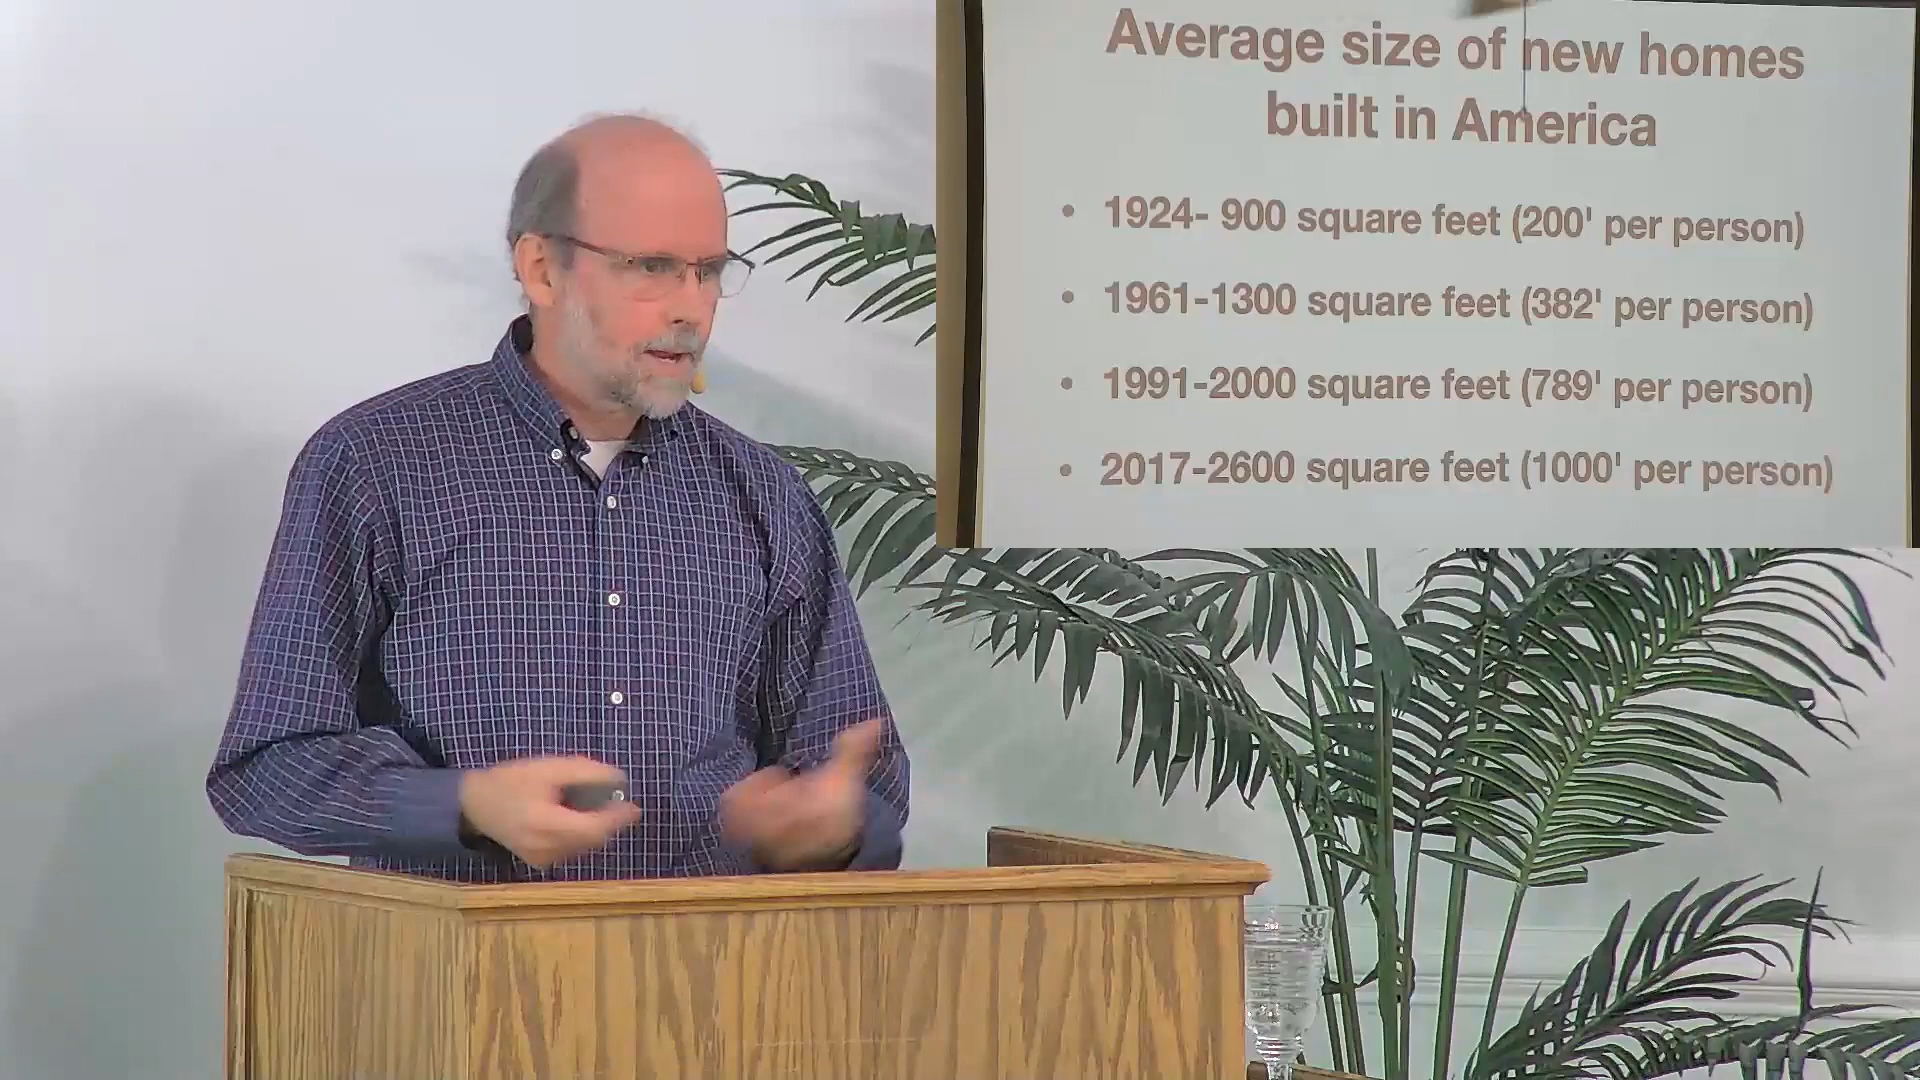 Average size of new homes
built in America
• 1924- 900 square feet (200' per person)
• 1961-1300 square feet (382' per person)
• 1991-2000 square feet (789' per person)
• 2017-2600 square feet (1000' per person)